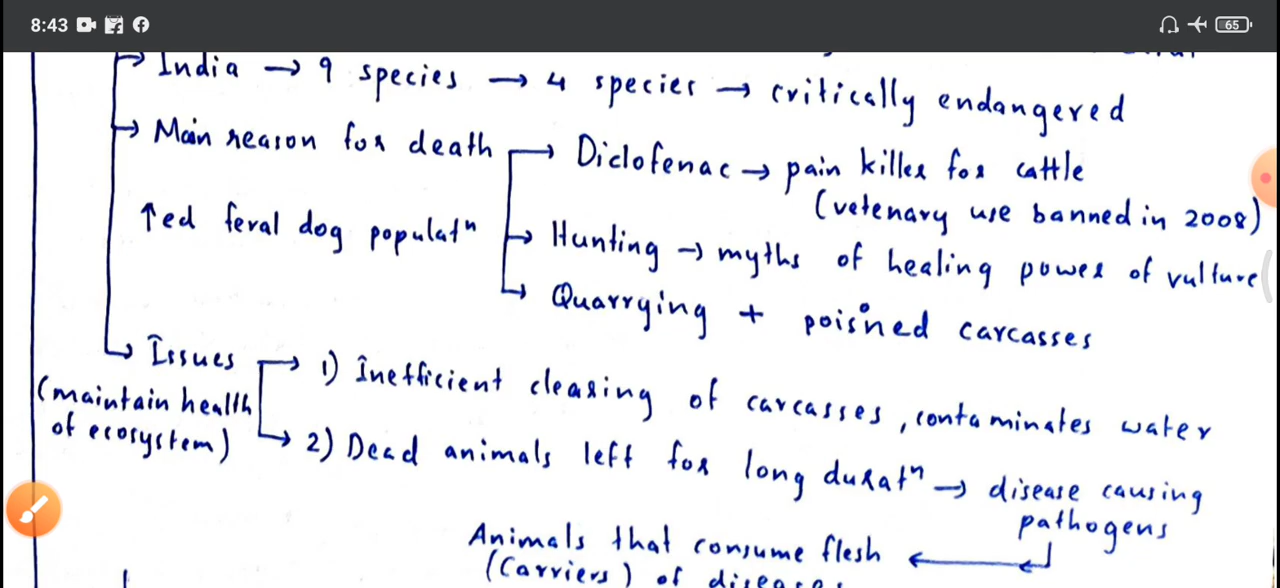 8:43
65
India → 9 species → 4 species → critically endangered
Main reason for death → Diclofenac → pain killer for cattle
(vetenary use banned in 2008)
↑ed feral dog populatⁿ
→ Hunting → myths of healing power of vulture
→ Quarrying + poisned carcasses
Issues → 1) Inefficient clearing of carcasses, contaminates water
(maintain health
of ecosystem)
→ 2) Dead animals left for long duratⁿ → disease causing
pathogens
Animals that consume flesh ←
(Carriers) of diseases